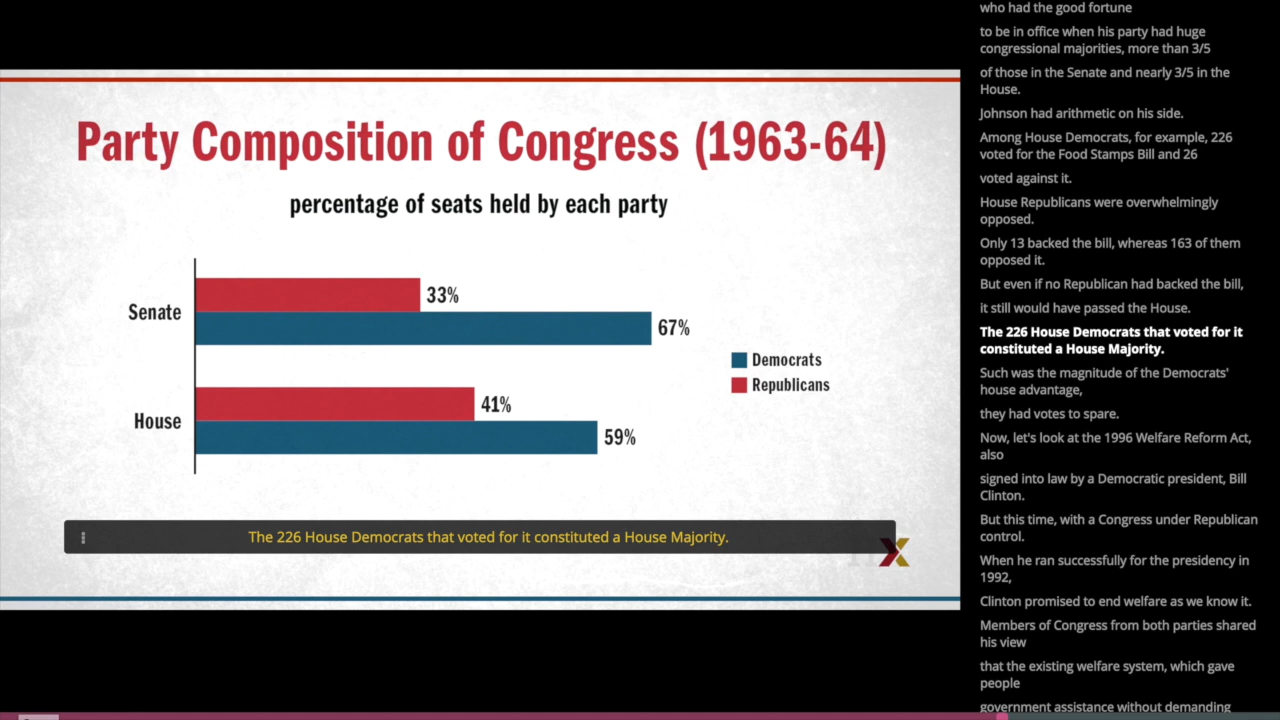 Party Composition of Congress (1963-64)
percentage of seats held by each party
Senate
33%
67%
Democrats
Republicans
House
41%
59%
The 226 House Democrats that voted for it constituted a House Majority.
X
who had the good fortune
to be in office when his party had huge
congressional majorities, more than 3/5
of those in the Senate and nearly 3/5 in the
House.
Johnson had arithmetic on his side.
Among House Democrats, for example, 226
voted for the Food Stamps Bill and 26
voted against it.
House Republicans were overwhelmingly
opposed.
Only 13 backed the bill, whereas 163 of them
opposed it.
But even if no Republican had backed the bill,
it still would have passed the House.
The 226 House Democrats that voted for it
constituted a House Majority.
Such was the magnitude of the Democrats'
house advantage,
they had votes to spare.
Now, let's look at the 1996 Welfare Reform Act,
also
signed into law by a Democratic president, Bill
Clinton.
But this time, with a Congress under Republican
control.
When he ran successfully for the presidency in
1992,
Clinton promised to end welfare as we know it.
Members of Congress from both parties shared
his view
that the existing welfare system, which gave
people
government assistance without demanding